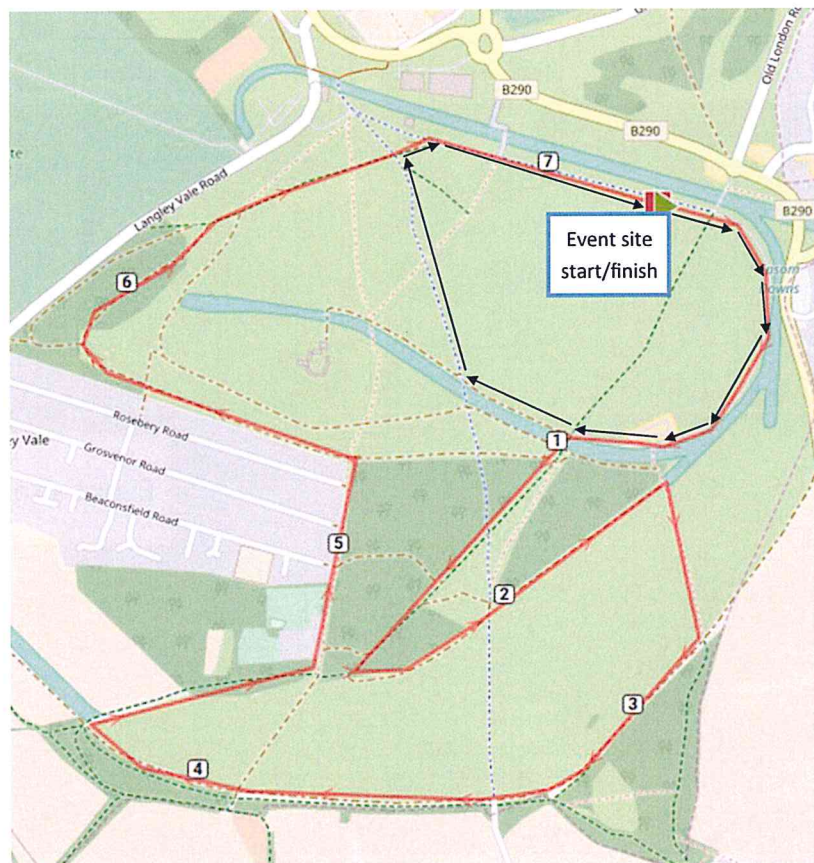 Old London Ro
B290
B290
B290
Langley Vale Road
7
Event site
start/finish
6
Rosebery Road
ey Vale
Grosvenor Road
Beaconsfield Road
1
5
2
3
4